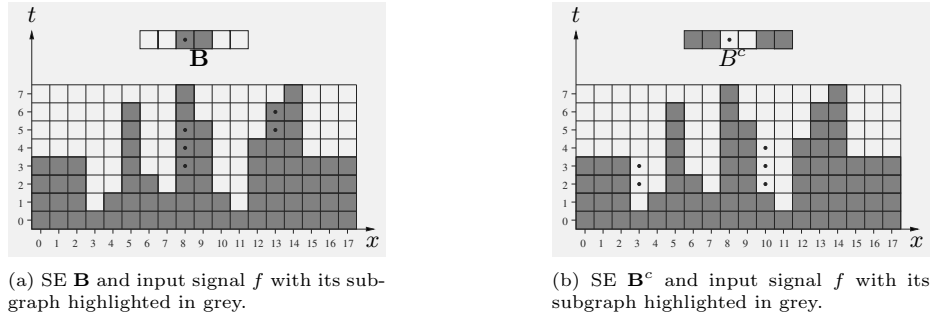 t
B
7
6
5
4
3
2
1
0
0 1 2 3 4 5 6 7 8 9 10 11 12 13 14 15 16 17
x
(a) SE B and input signal f with its sub-
graph highlighted in grey.
t
B^c
7
6
5
4
3
2
1
0
0 1 2 3 4 5 6 7 8 9 10 11 12 13 14 15 16 17
x
(b) SE B^c and input signal f with its
subgraph highlighted in grey.